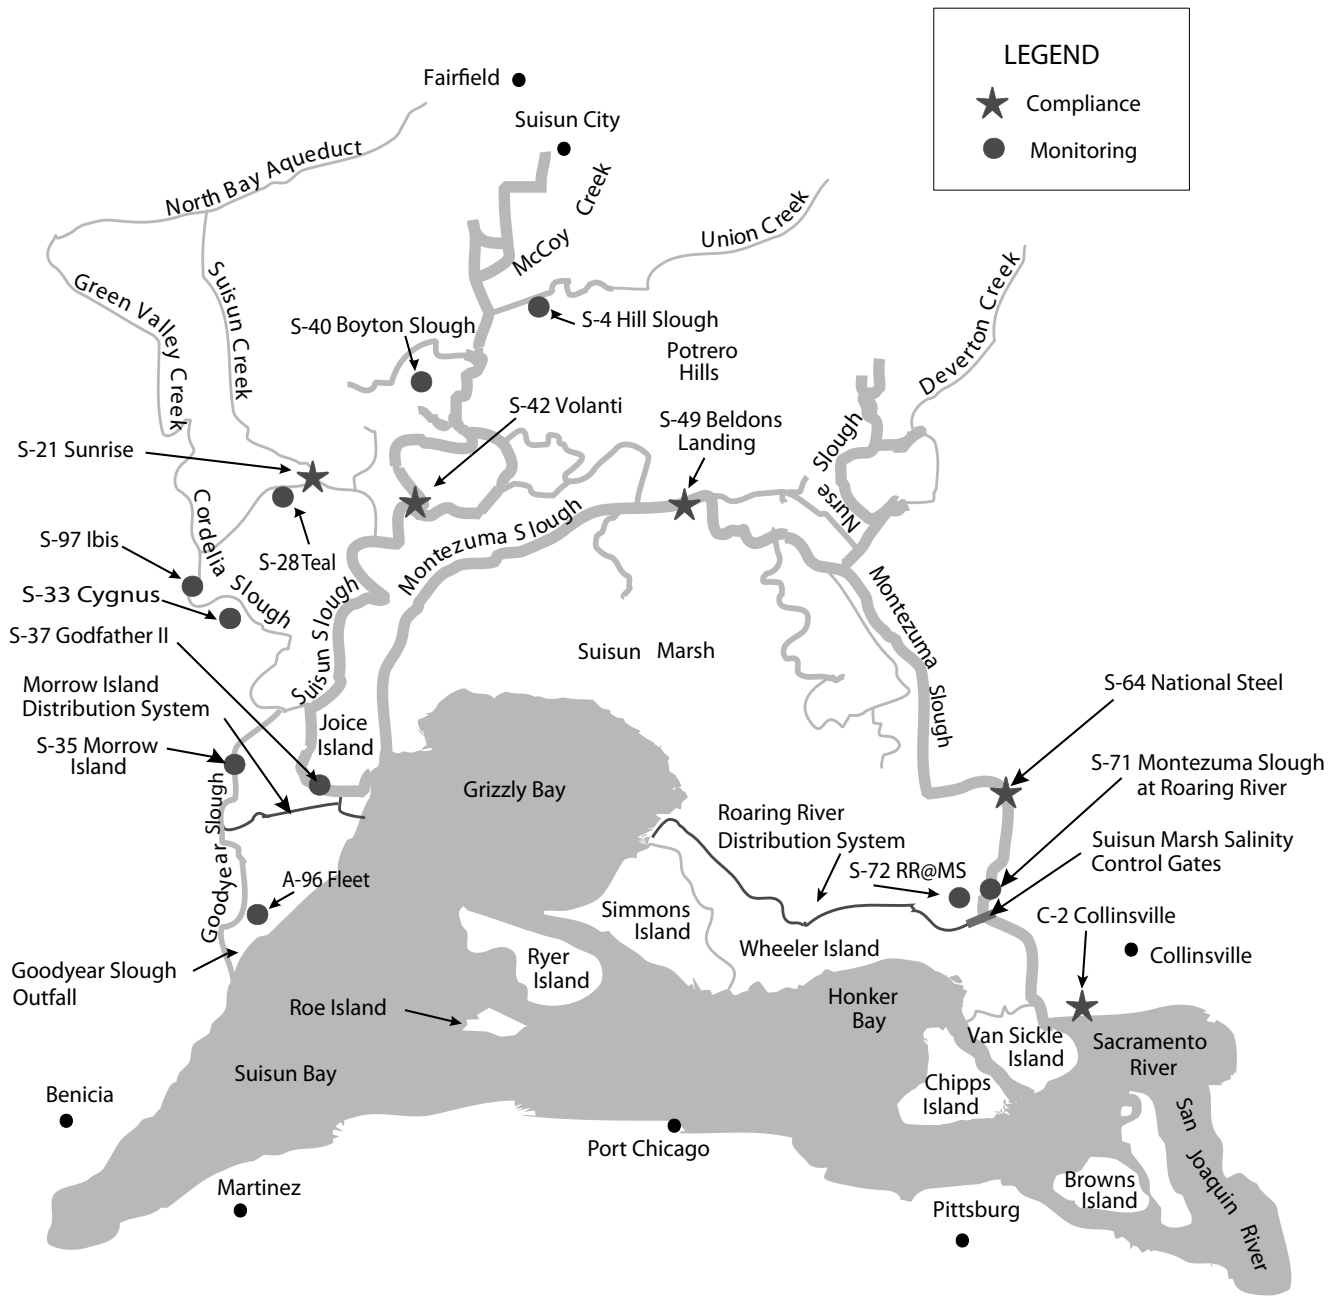 LEGEND
Compliance
Monitoring
Fairfield
Suisun City
North Bay Aqueduct
McCoy Creek
Union Creek
Green Valley Creek
Suisun Creek
Deverton Creek
S-40 Boyton Slough
S-4 Hill Slough
Potrero
Hills
S-42 Volanti
S-49 Beldons
Landing
S-21 Sunrise
Nurse Slough
Cordelia Slough
S-28 Teal
S-97 Ibis
S-33 Cygnus
S-37 Godfather II
Suisun Slough
Montezuma Slough
Montezuma Slough
Suisun Marsh
Morrow Island
Distribution System
S-35 Morrow
Island
Joice
Island
S-64 National Steel
S-71 Montezuma Slough
at Roaring River
Grizzly Bay
Roaring River
Distribution System
Suisun Marsh Salinity
Control Gates
S-72 RR@MS
Goodyear Slough
A-96 Fleet
Simmons
Island
Wheeler Island
C-2 Collinsville
Collinsville
Goodyear Slough
Outfall
Ryer
Island
Roe Island
Honker
Bay
Van Sickle
Island
Sacramento
River
Suisun Bay
Chipps
Island
Benicia
Port Chicago
San Joaquin River
Martinez
Browns
Island
Pittsburg